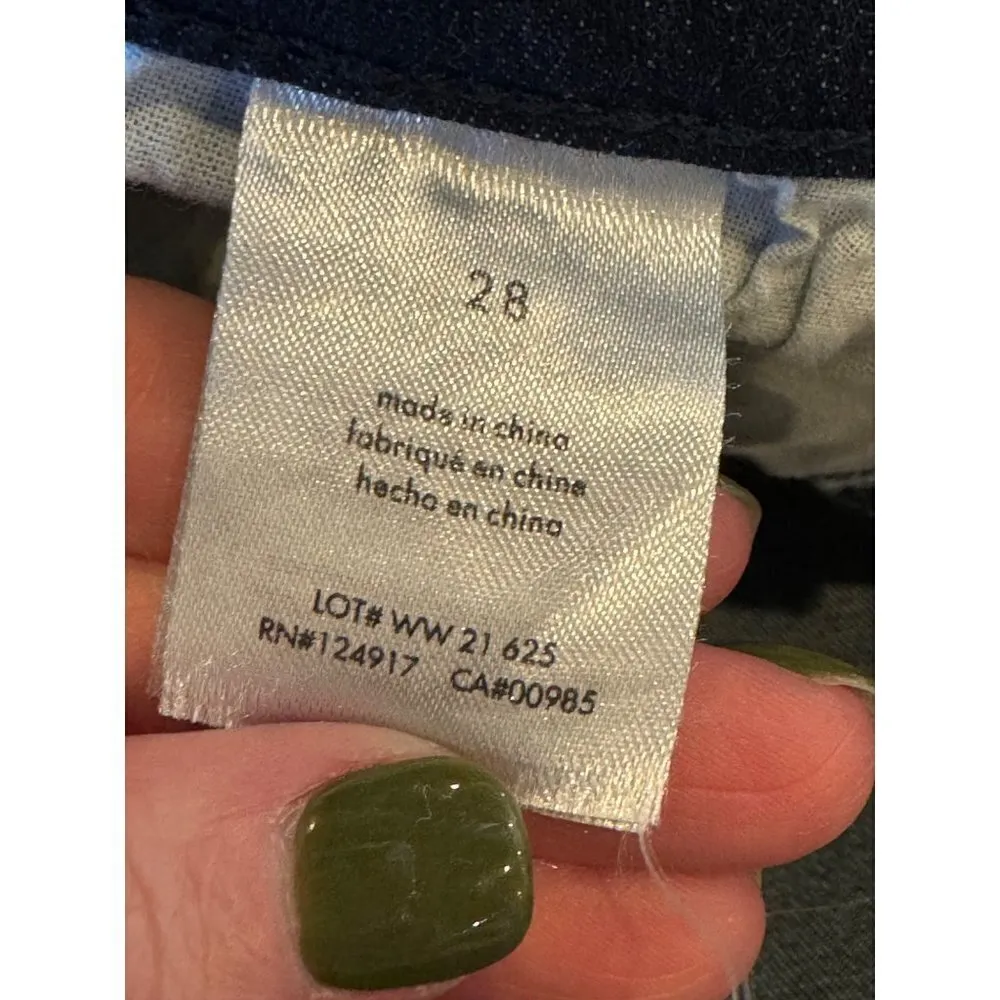 28
made in china
fabriqué en chine
hecho en china
LOT# WW 21 625
RN#124917 CA#00985